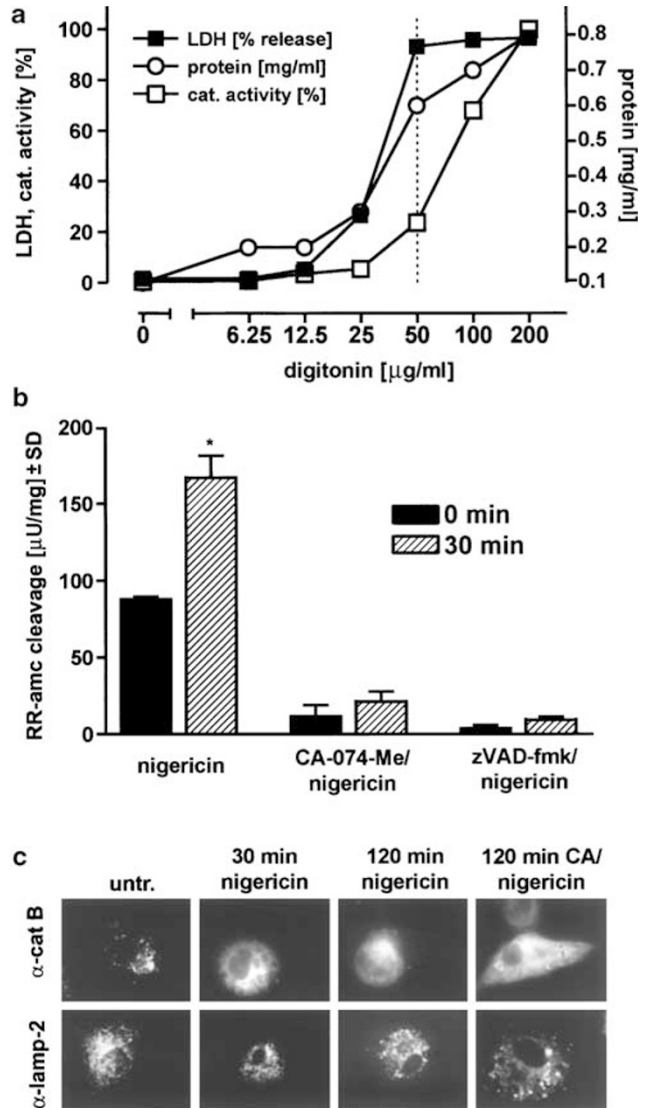 a
LDH [% release]
protein [mg/ml]
cat. activity [%]
LDH, cat. activity [%]
100
80
60
40
20
0
protein [mg/ml]
0.8
0.7
0.6
0.5
0.4
0.3
0.2
0.1
0 6.25 12.5 25 50 100 200
digitonin [µg/ml]
b
RR-amc cleavage [µU/mg] ± SD
200
150
100
50
0
*
0 min
30 min
nigericin
CA-074-Me/
nigericin
zVAD-fmk/
nigericin
c
untr.
30 min
nigericin
120 min
nigericin
120 min CA/
nigericin
α-cat B
α-lamp-2